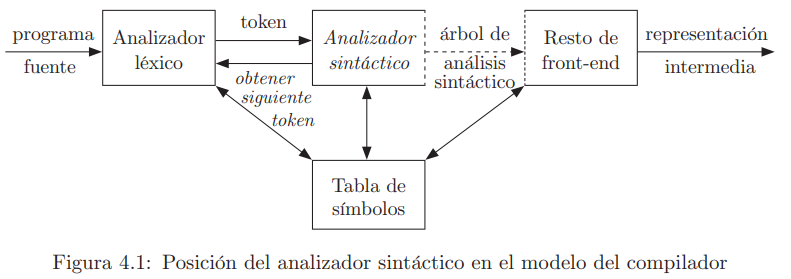 programa
fuente
Analizador
léxico
token
obtener
siguiente
token
Analizador
sintáctico
árbol de
análisis
sintáctico
Resto de
front-end
representación
intermedia
Tabla de
símbolos
Figura 4.1: Posición del analizador sintáctico en el modelo del compilador